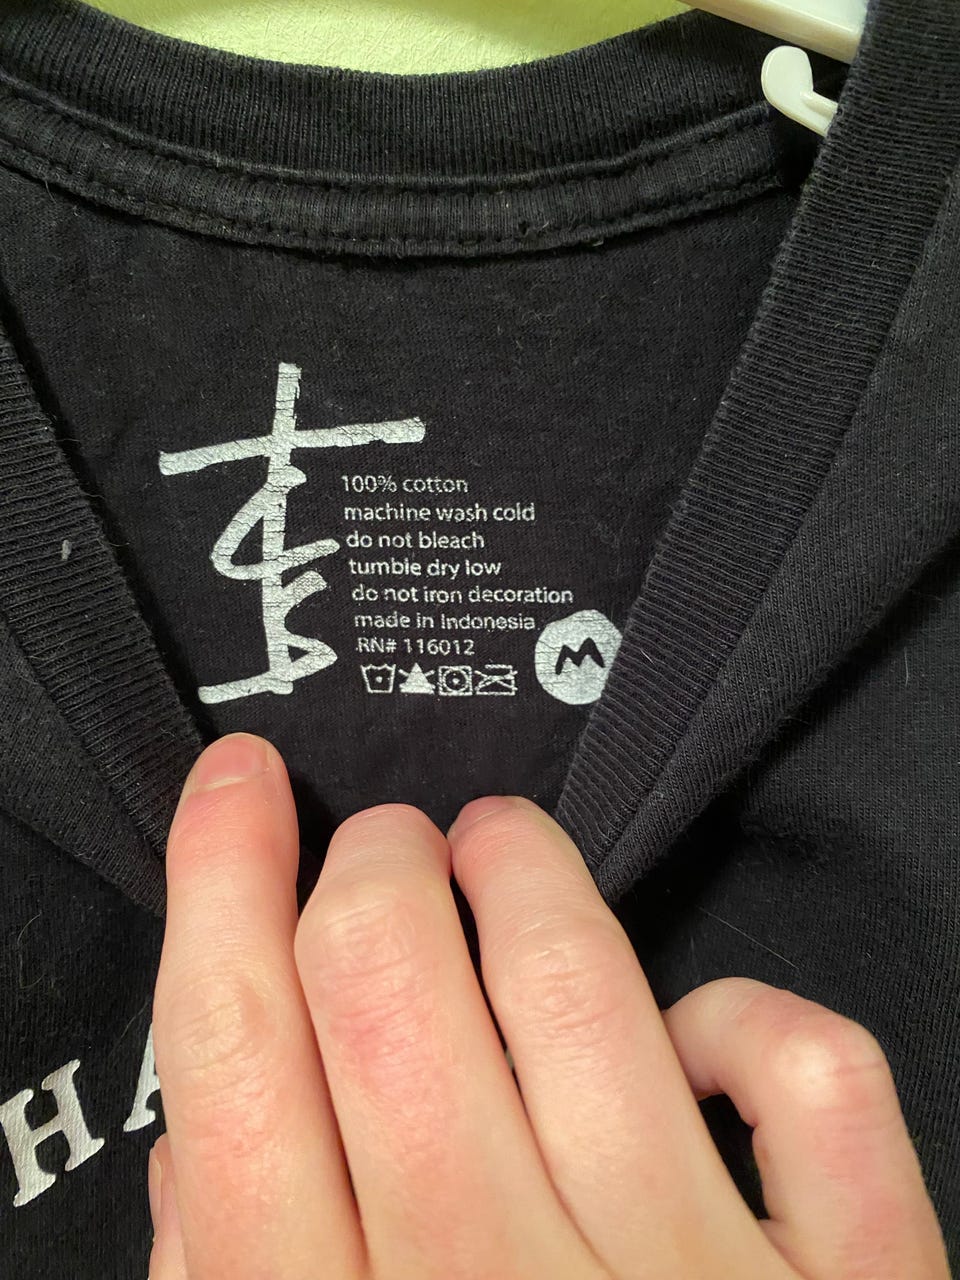 100% cotton
machine wash cold
do not bleach
tumble dry low
do not iron decoration
made in Indonesia
RN# 116012
M
HA